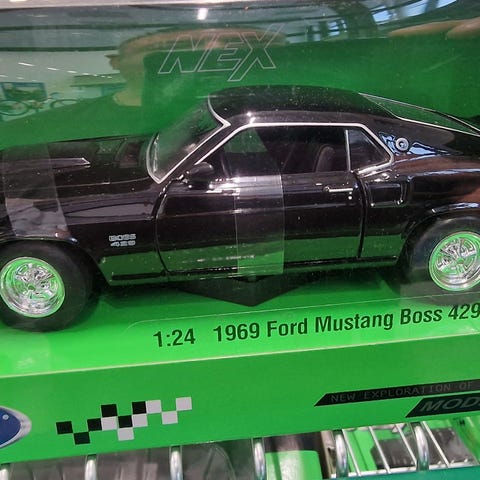 NEX
BOSS
429
1:24 1969 Ford Mustang Boss 429
NEW EXPLORATION OF
MOD